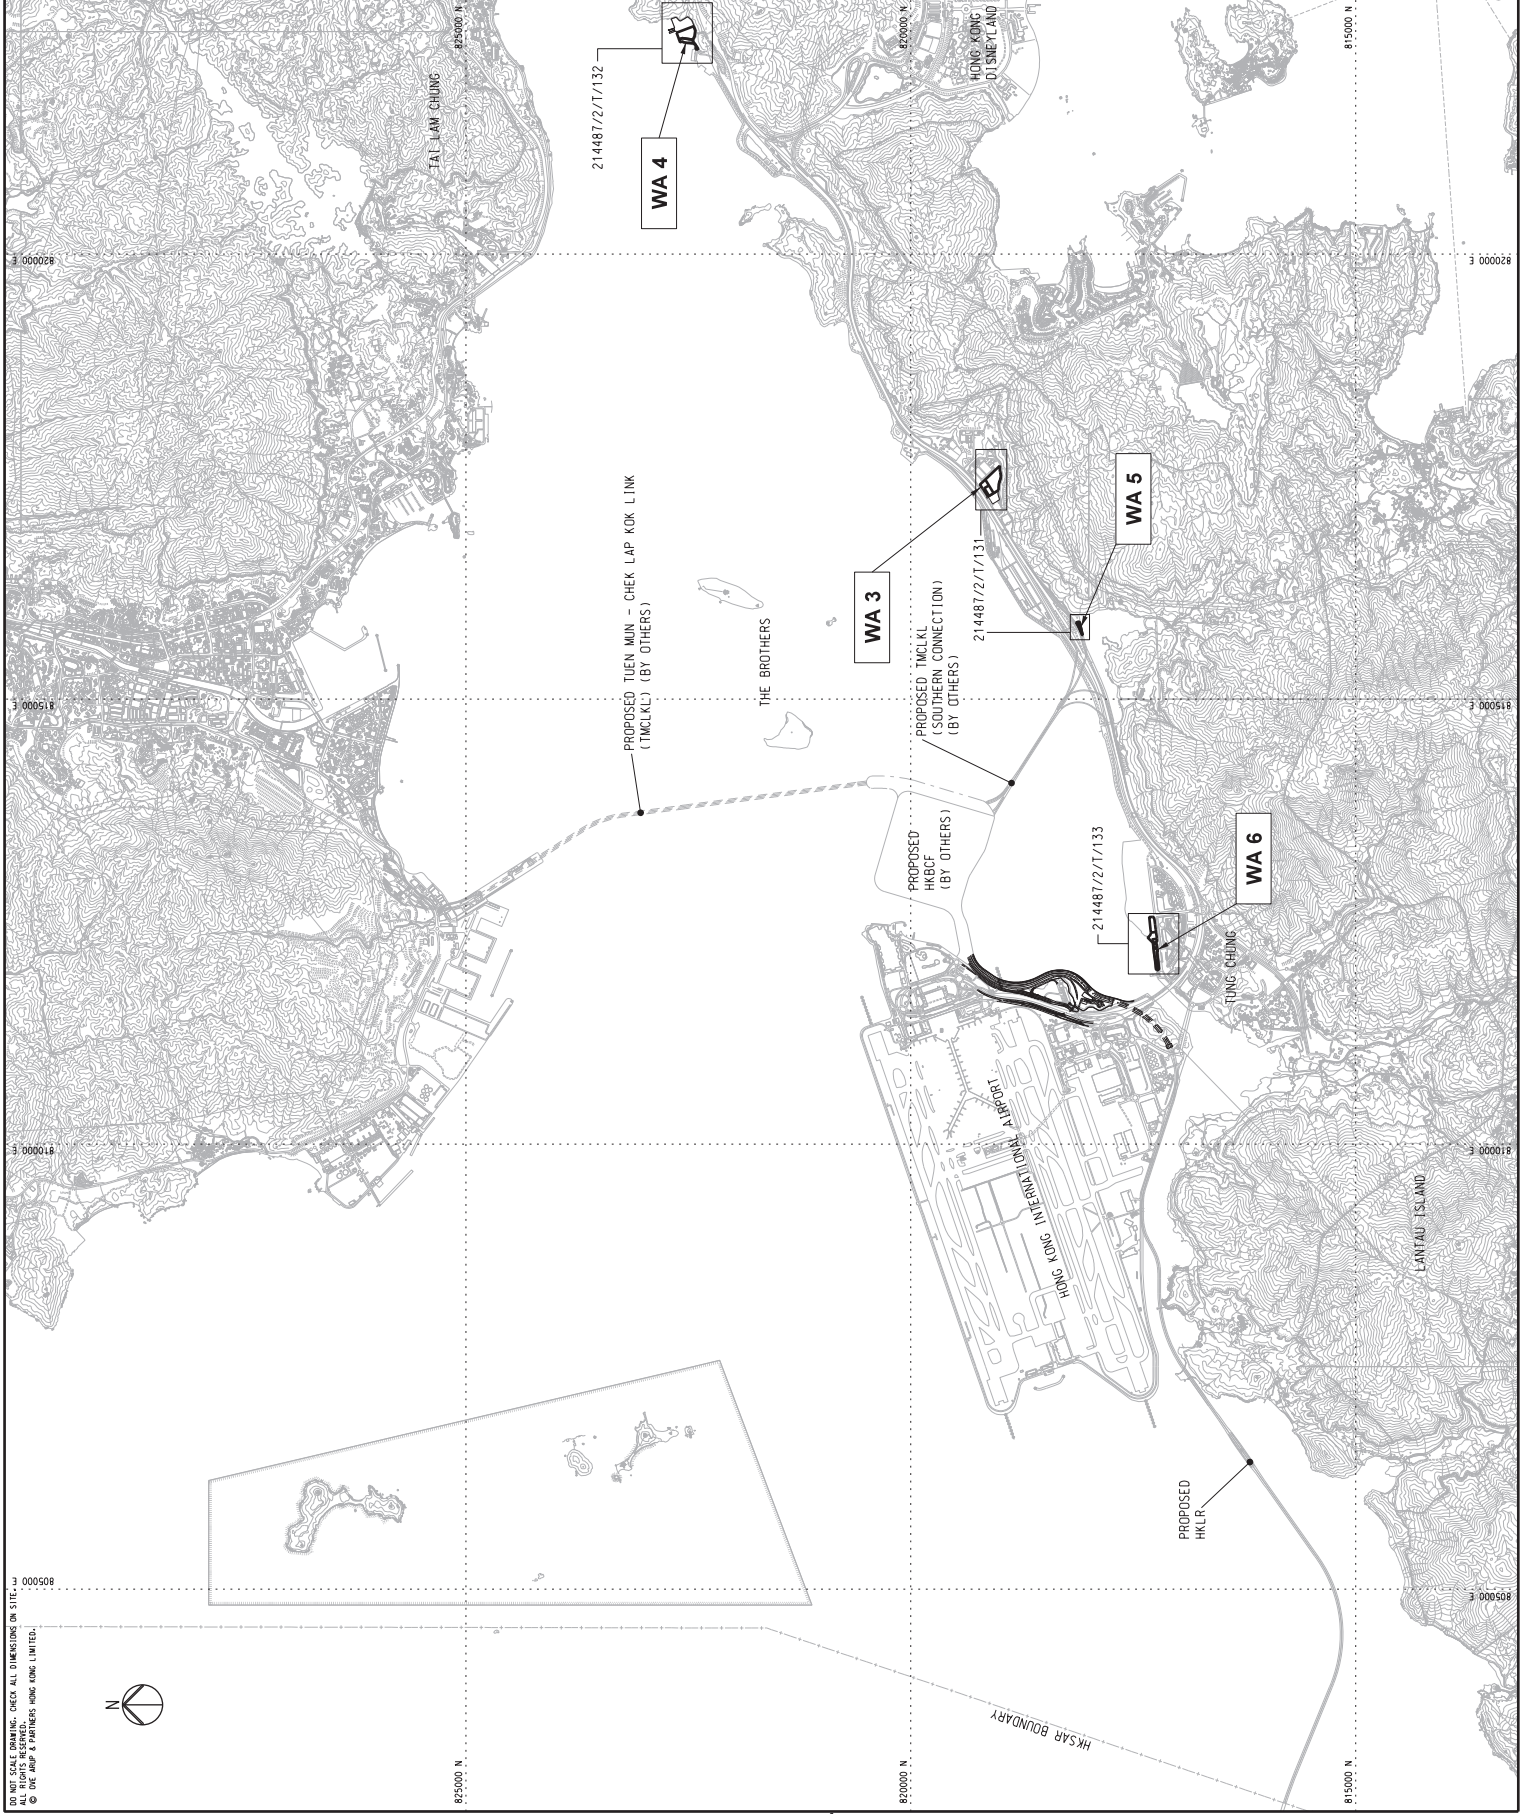 DO NOT SCALE DRAWING. CHECK ALL DIMENSIONS ON SITE.
ALL RIGHTS RESERVED.
© OVE ARUP & PARTNERS HONG KONG LIMITED.
N
805000 E
810000 E
815000 E
820000 E
825000 N
825000 N
820000 N
820000 N
815000 N
815000 N
805000 E
810000 E
815000 E
820000 E
TAI LAM CHUNG
214487/2/T/132
WA 4
HONG KONG
DISNEYLAND
PROPOSED TUEN MUN - CHEK LAP KOK LINK
(TMCLKL) (BY OTHERS)
THE BROTHERS
WA 3
214487/2/T/131
WA 5
PROPOSED TMCLKL
(SOUTHERN CONNECTION)
(BY OTHERS)
PROPOSED
HKBCF
(BY OTHERS)
214487/2/T/133
WA 6
TUNG CHUNG
HONG KONG INTERNATIONAL AIRPORT
LANTAU ISLAND
PROPOSED
HKLR
HKSAR BOUNDARY